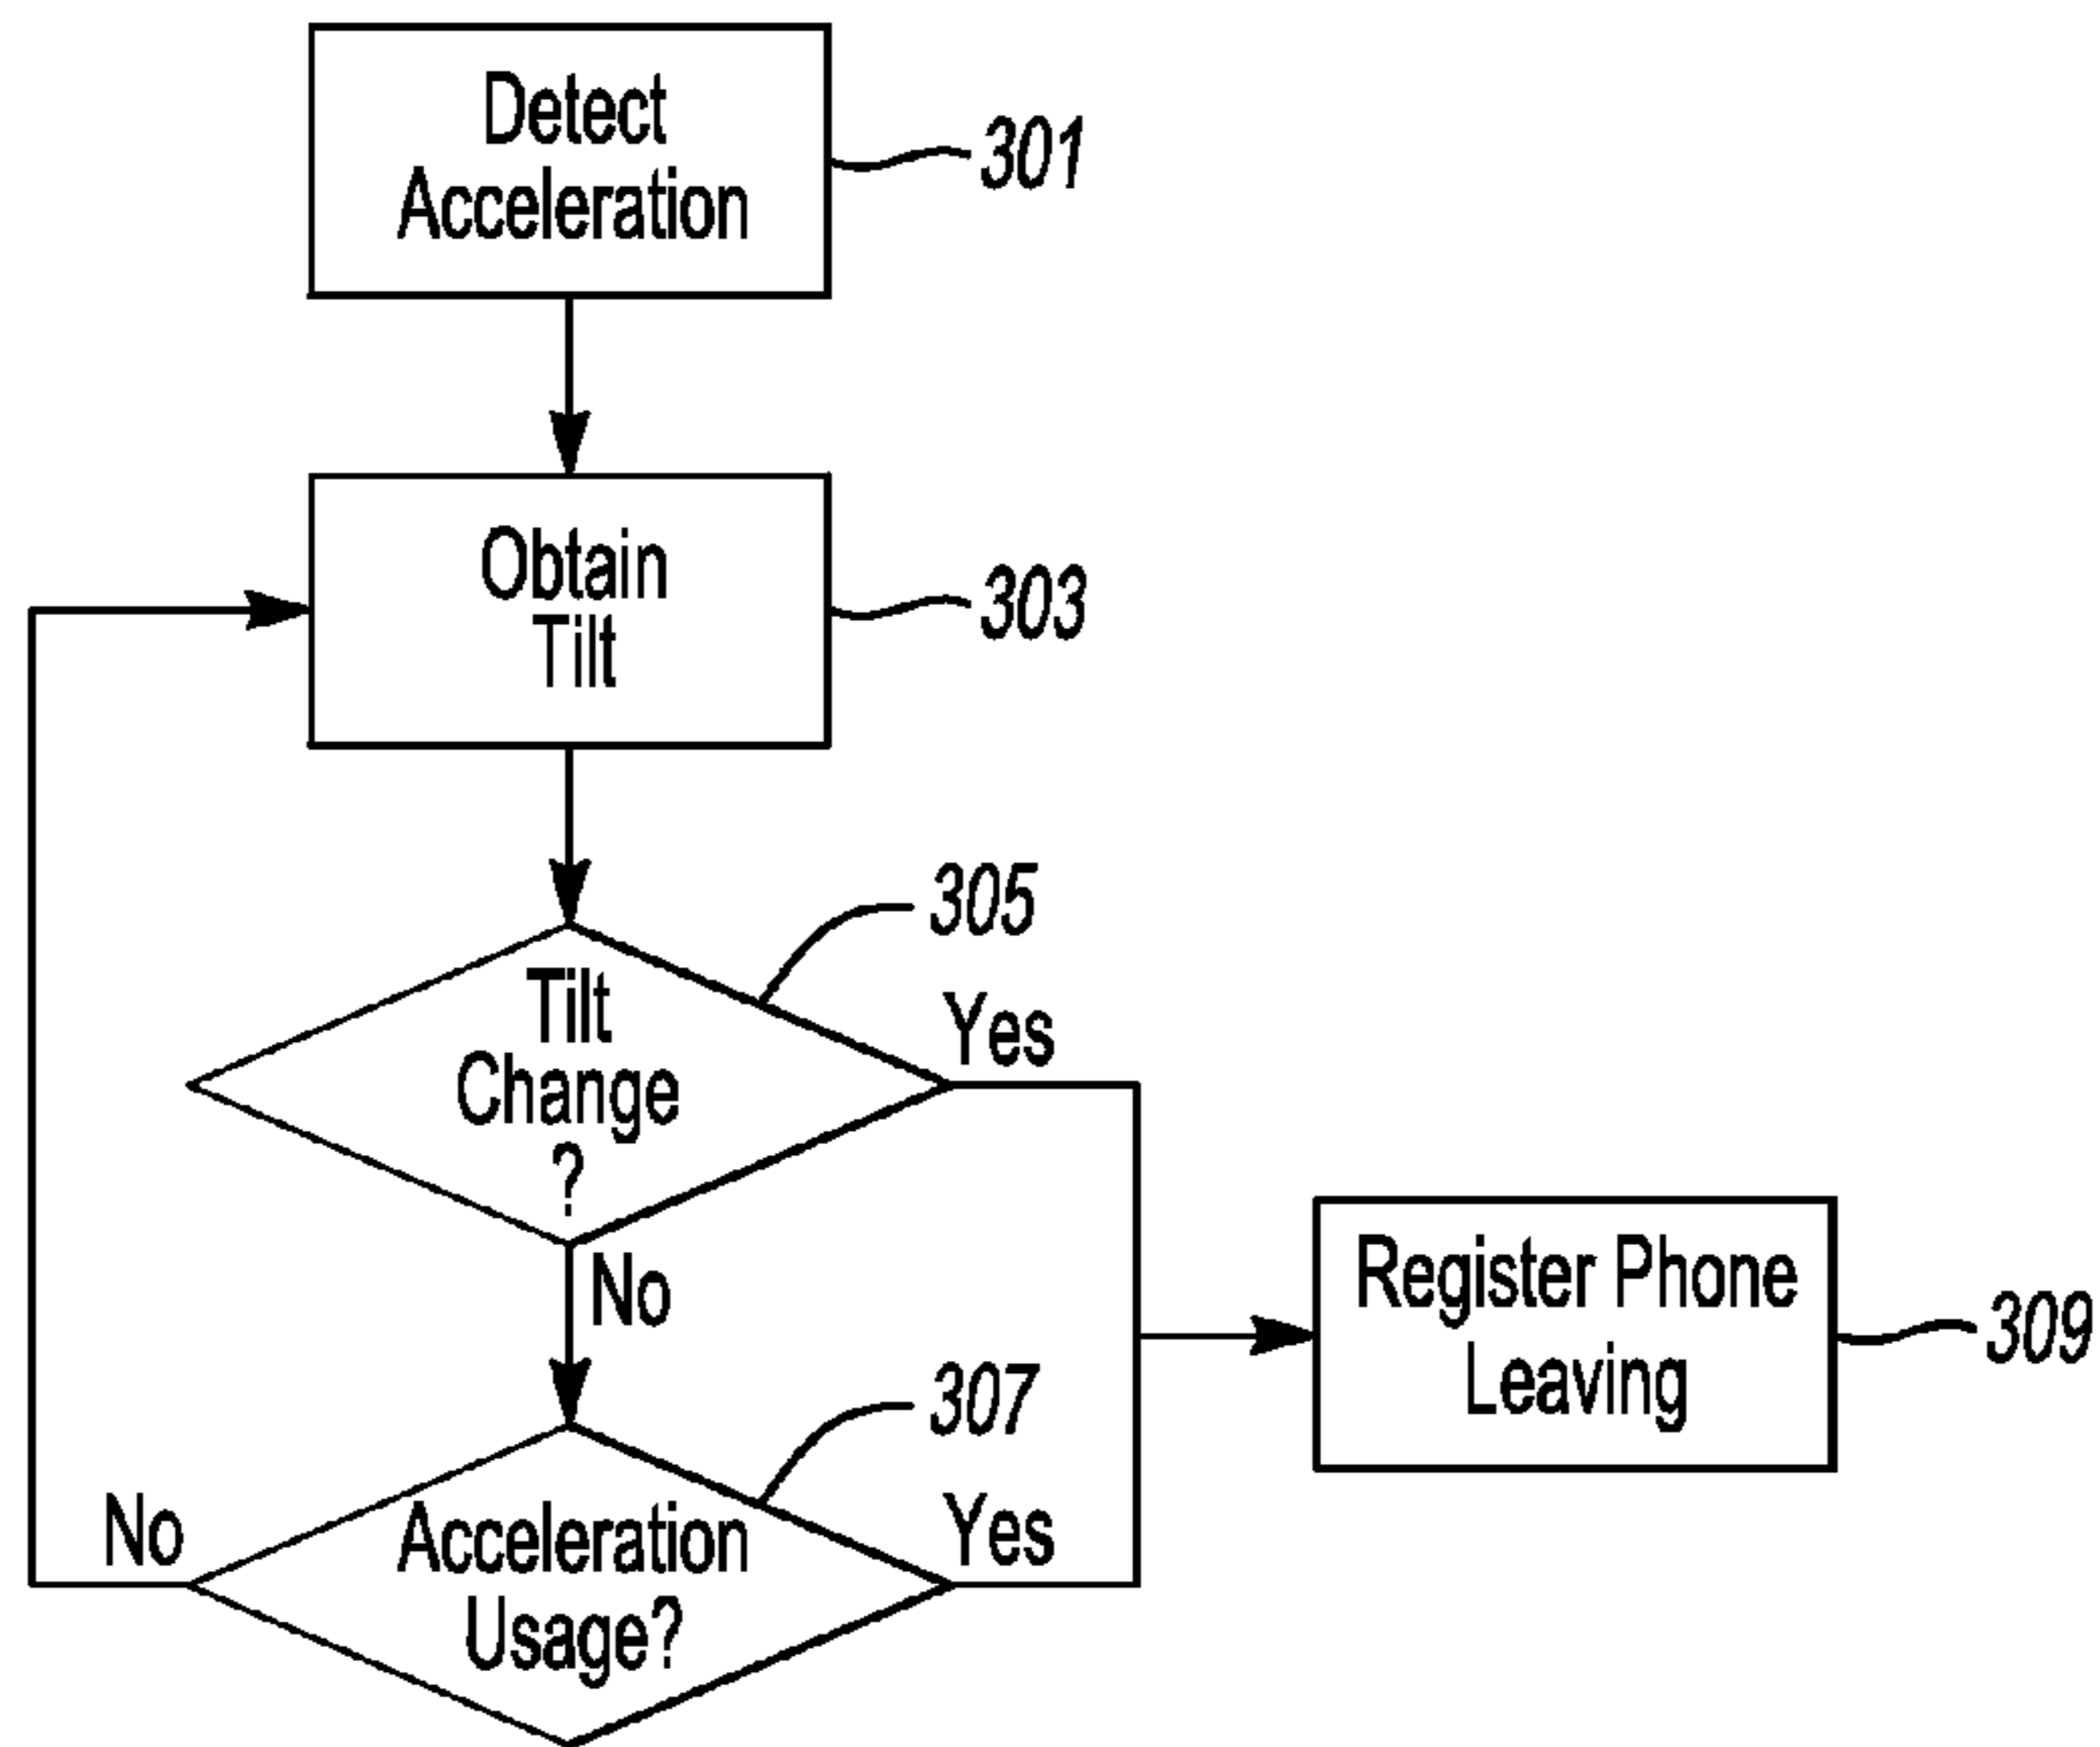 Detect
Acceleration
301
Obtain
Tilt
303
305
Tilt
Change
?
Yes
No
Register Phone
Leaving
309
307
Acceleration
Usage?
No
Yes